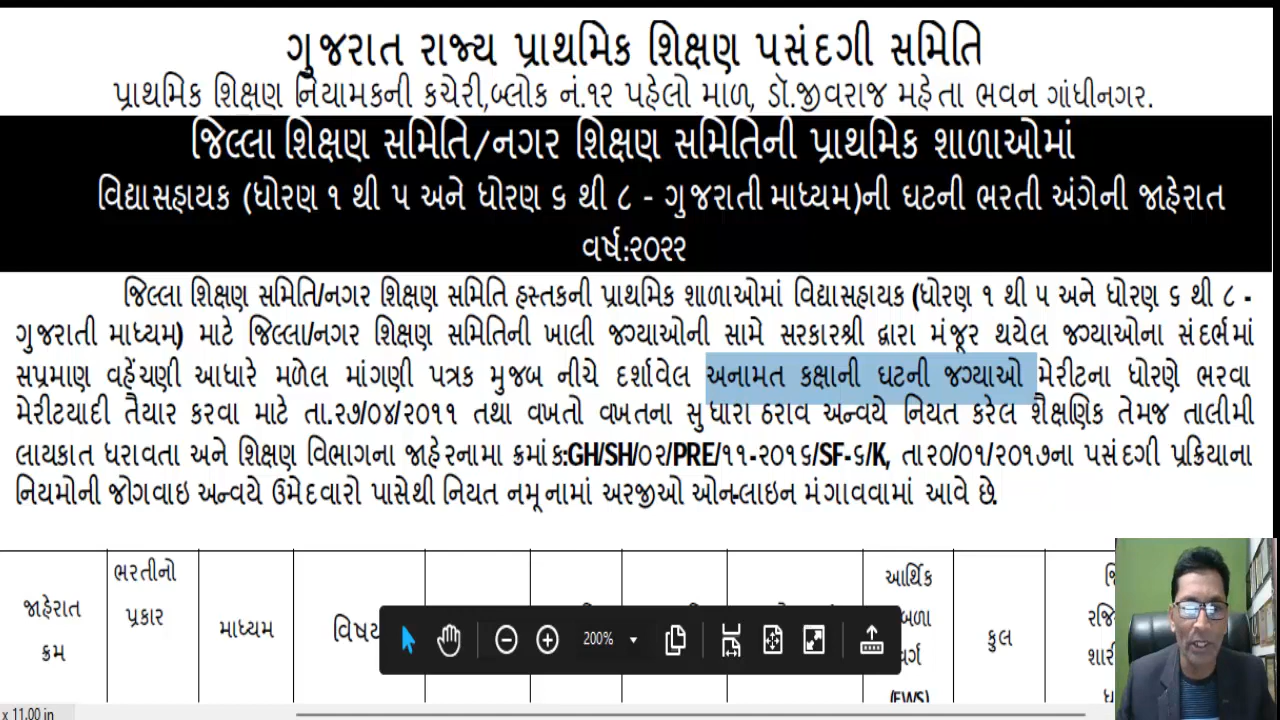 ગુજરાત રાજ્ય પ્રાથમિક શિક્ષણ પસંદગી સમિતિ
પ્રાથમિક શિક્ષણ નિયામકની કચેરી,બ્લોક નં.૧૨ પહેલો માળ, ડૉ.જીવરાજ મહેતા ભવન ગાંધીનગર.
જિલ્લા શિક્ષણ સમિતિ/નગર શિક્ષણ સમિતિની પ્રાથમિક શાળાઓમાં
વિદ્યાસહાયક (ધોરણ ૧ થી ૫ અને ધોરણ ૬ થી ૮ - ગુજરાતી માધ્યમ)ની ઘટની ભરતી અંગેની જાહેરાત
વર્ષ:૨૦૨૨
જિલ્લા શિક્ષણ સમિતિ/નગર શિક્ષણ સમિતિ હસ્તકની પ્રાથમિક શાળાઓમાં વિદ્યાસહાયક (ધોરણ ૧ થી ૫ અને ધોરણ ૬ થી ૮ -
ગુજરાતી માધ્યમ) માટે જિલ્લા/નગર શિક્ષણ સમિતિની ખાલી જગ્યાઓની સામે સરકારશ્રી દ્વારા મંજૂર થયેલ જગ્યાઓના સંદર્ભમાં
સપ્રમાણ વહેંચણી આધારે મળેલ માંગણી પત્રક મુજબ નીચે દર્શાવેલ અનામત કક્ષાની ઘટની જગ્યાઓ મેરીટના ધોરણે ભરવા
મેરીટયાદી તૈયાર કરવા માટે તા.૨૭/૦૪/૨૦૧૧ તથા વખતો વખતના સુધારા ઠરાવ અન્વયે નિયત કરેલ શૈક્ષણિક તેમજ તાલીમી
લાયકાત ધરાવતા અને શિક્ષણ વિભાગના જાહેરનામા ક્રમાંક:GH/SH/૦૨/PRE/૧૧-૨૦૧૬/SF-૬/K, તા૨૦/૦૧/૨૦૧૭ના પસંદગી પ્રક્રિયાના
નિયમોની જોગવાઇ અન્વયે ઉમેદવારો પાસેથી નિયત નમૂનામાં અરજીઓ ઓન-લાઇન મંગાવવામાં આવે છે.
જાહેરાત
ક્રમ
ભરતીનો
પ્રકાર
માધ્યમ
વિષય
આર્થિક
વર્ગ
(EWS)
કુલ
200%
x 11.00 in